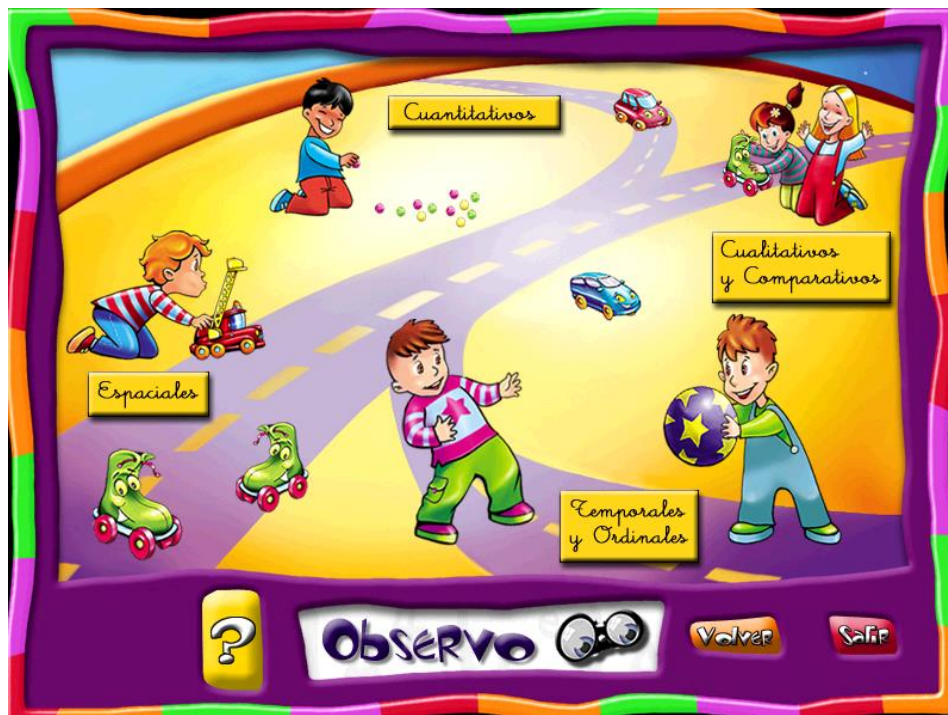 Cuantitativos
Cualitativos
y Comparativos
Espaciales
Temporales
y Ordinales
?
Observo
Volver
Salir